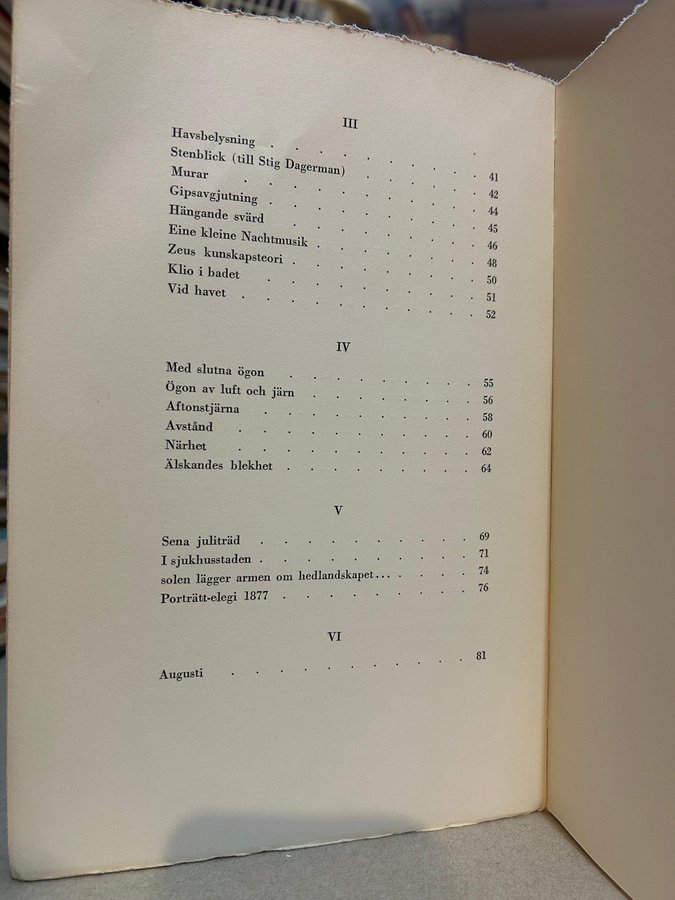 III
Havsbelysning . . . . . . . . . 41
Stenblick (till Stig Dagerman) . . . . 42
Murar . . . . . . . . . . 44
Gipsavgjutning . . . . . . . . . 45
Hängande svärd . . . . . . . . 46
Eine kleine Nachtmusik . . . . . . 48
Zeus kunskapsteori . . . . . . . . 50
Klio i badet . . . . . . . . . 51
Vid havet . . . . . . . . . . 52
IV
Med slutna ögon . . . . . . . . 55
Ögon av luft och järn . . . . . . . 56
Aftonstjärna . . . . . . . . . 58
Avstånd . . . . . . . . . . 60
Närhet . . . . . . . . . . 62
Älskandes blekhet . . . . . . . . 64
V
Sena juliträd . . . . . . . . . 69
I sjukhusstaden . . . . . . . . . 71
solen lägger armen om hedlandskapet... . . . . 74
Porträtt-elegi 1877 . . . . . . . . 76
VI
Augusti . . . . . . . . . . 81